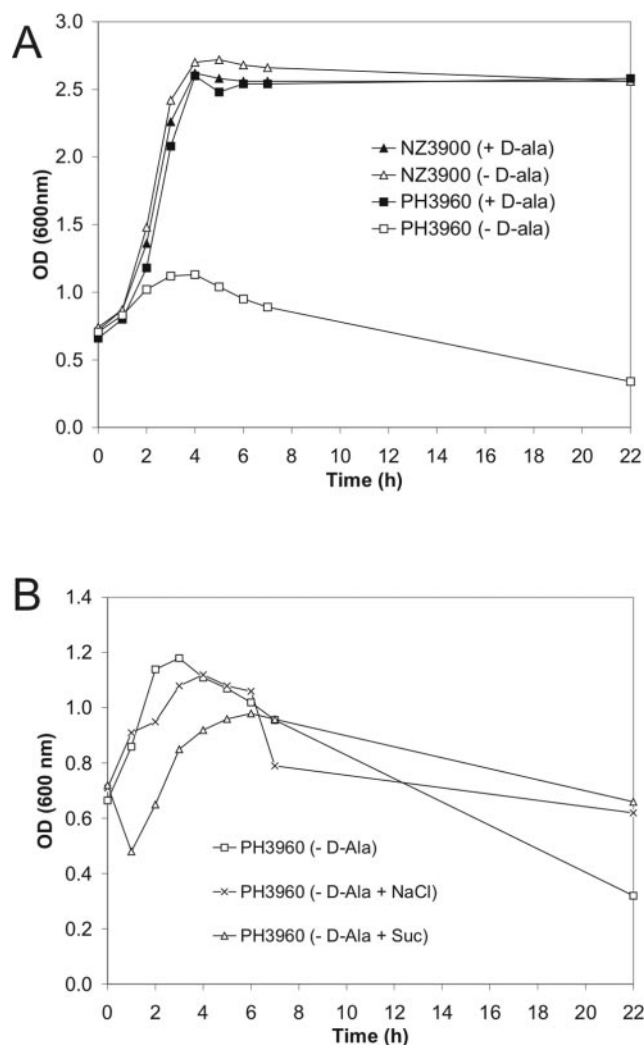 A
3.0
2.5
2.0
1.5
1.0
0.5
0.0
OD (600nm)
NZ3900 (+ D-ala)
NZ3900 (- D-ala)
PH3960 (+ D-ala)
PH3960 (- D-ala)
0 2 4 6 8 10 12 14 16 18 20 22
Time (h)
B
1.4
1.2
1.0
0.8
0.6
0.4
0.2
0.0
OD (600 nm)
PH3960 (- D-Ala)
PH3960 (- D-Ala + NaCl)
PH3960 (- D-Ala + Suc)
0 2 4 6 8 10 12 14 16 18 20 22
Time (h)